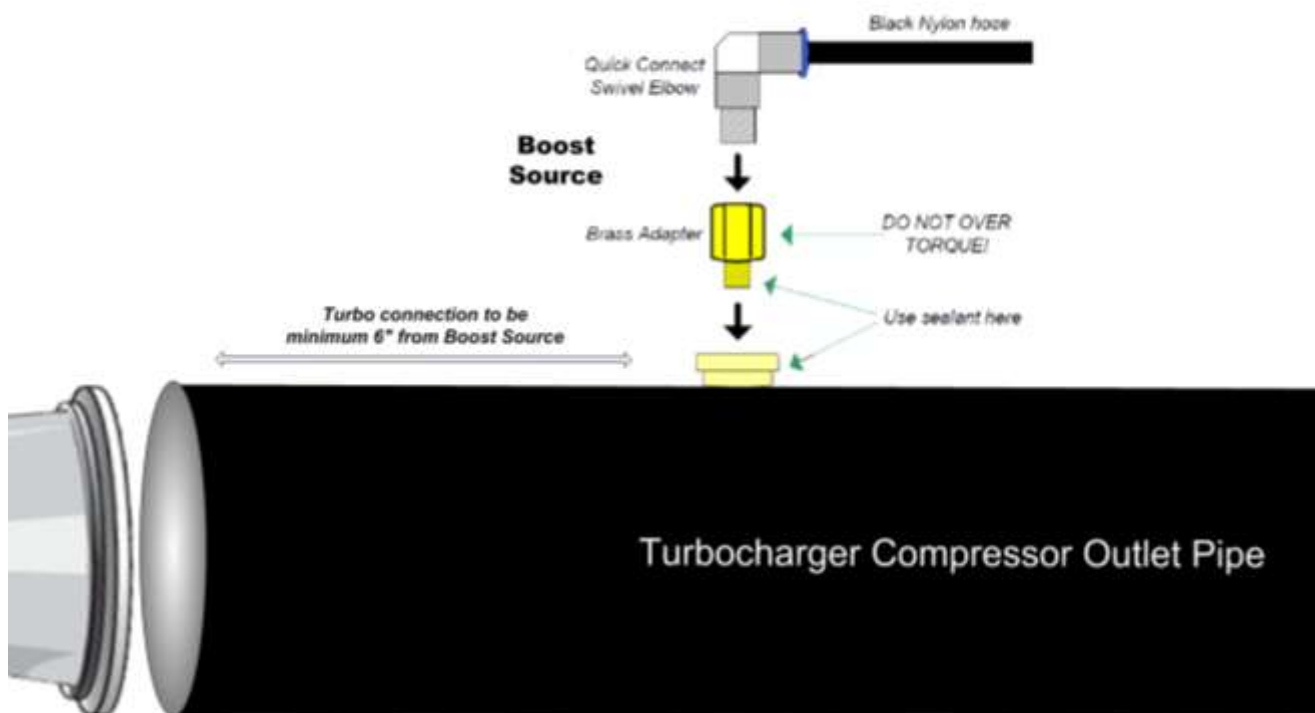 Black Nylon hose
Quick Connect
Swivel Elbow
Boost
Source
Brass Adapter
DO NOT OVER
TORQUE!
Turbo connection to be
minimum 6" from Boost Source
Use sealant here
Turbocharger Compressor Outlet Pipe